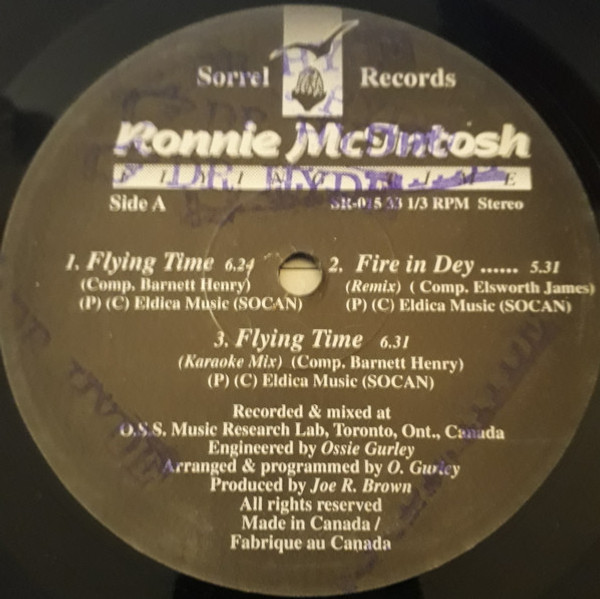 Sorrel Records
Ronnie McIntosh
FLYING TIME
DR HYDE
Side A SR-015 33 1/3 RPM Stereo
1. Flying Time 6.24
(Comp. Barnett Henry)
(P) (C) Eldica Music (SOCAN)
2. Fire in Dey ...... 5.31
(Remix) ( Comp. Elsworth James)
(P) (C) Eldica Music (SOCAN)
3. Flying Time 6.31
(Karaoke Mix) (Comp. Barnett Henry)
(P) (C) Eldica Music (SOCAN)
Recorded & mixed at
O.S.S. Music Research Lab, Toronto, Ont., Canada
Engineered by Ossie Gurley
Arranged & programmed by O. Gurley
Produced by Joe R. Brown
All rights reserved
Made in Canada /
Fabrique au Canada